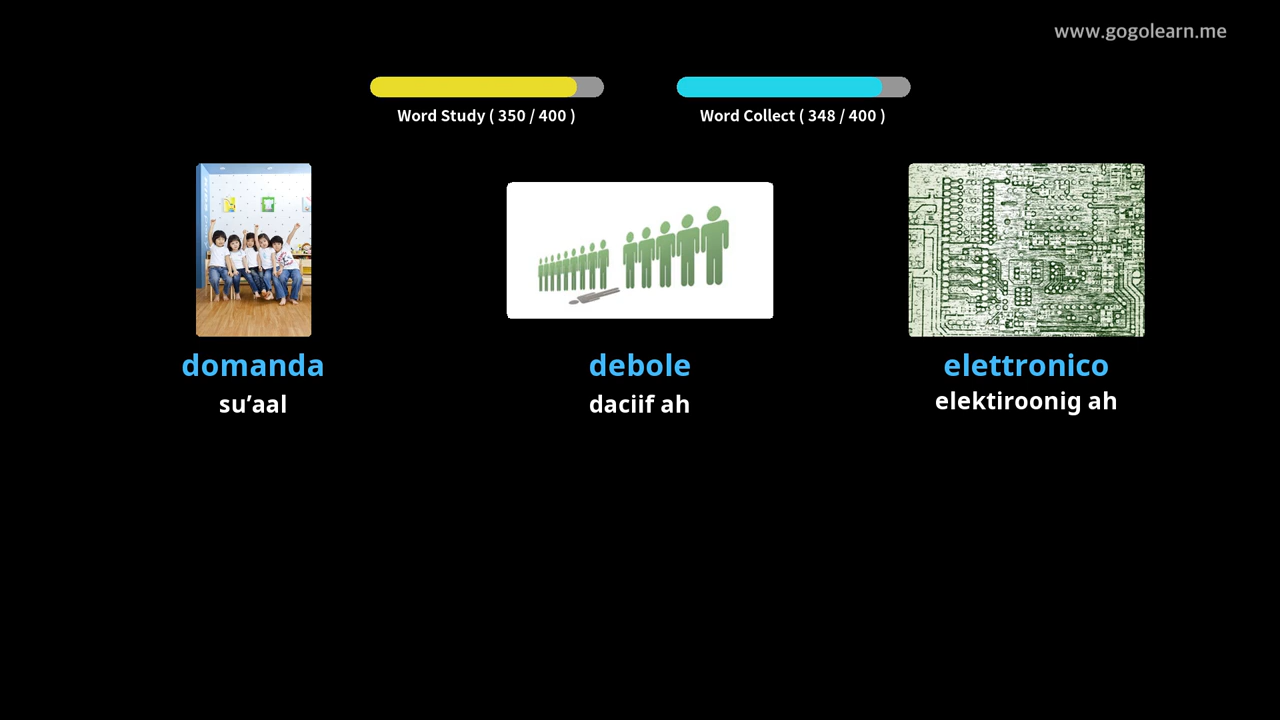 www.gogolearn.me
Word Study ( 350 / 400 )
Word Collect ( 348 / 400 )
domanda
su’aal
debole
daciif ah
elettronico
elektiroonig ah